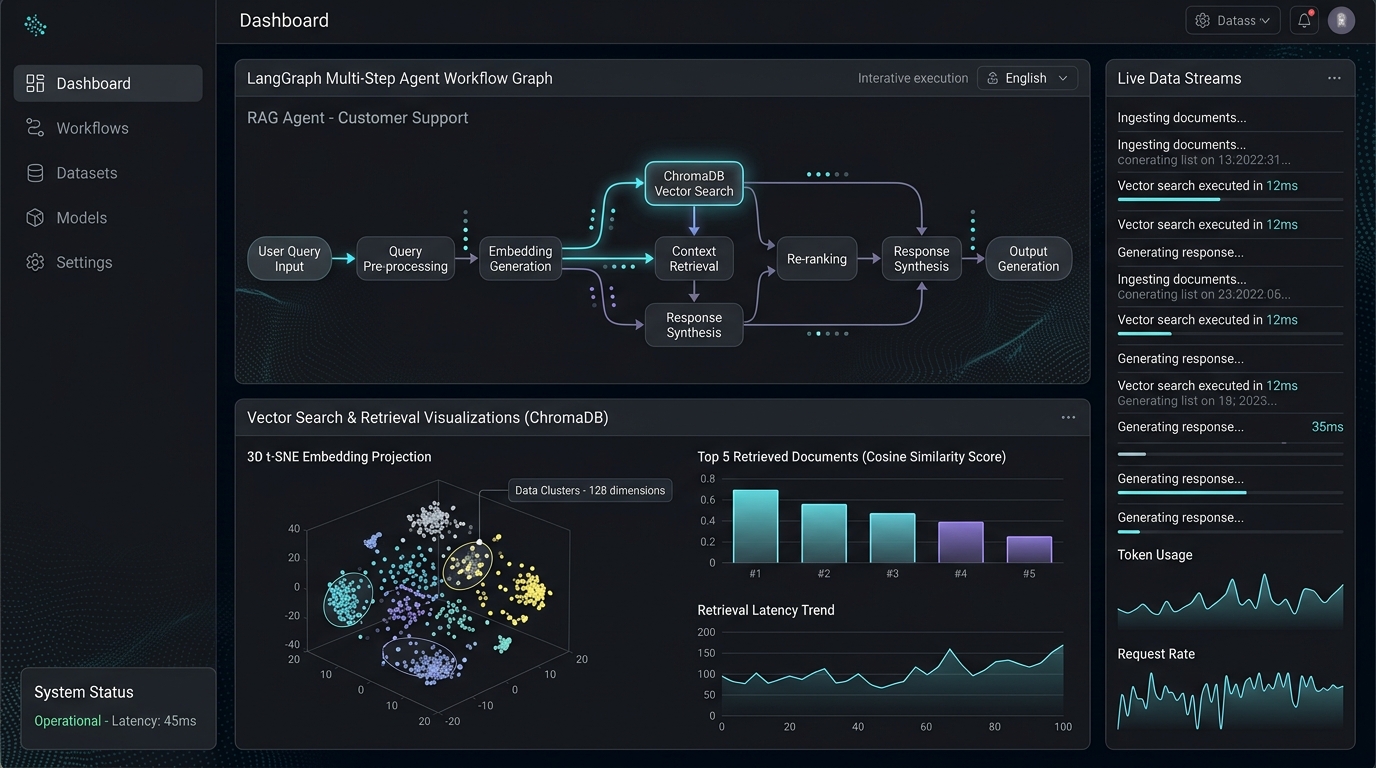 Dashboard
Datass
Dashboard
Workflows
Datasets
Models
Settings
System Status
Operational - Latency: 45ms
LangGraph Multi-Step Agent Workflow Graph
Interative execution
English
RAG Agent - Customer Support
User Query
Input
Query
Pre-processing
Embedding
Generation
ChromaDB
Vector Search
Context
Retrieval
Response
Synthesis
Re-ranking
Response
Synthesis
Output
Generation
Vector Search & Retrieval Visualizations (ChromaDB)
3D t-SNE Embedding Projection
Data Clusters - 128 dimensions
40
20
0
-20
-40
20
10
0
10
20
-20
-10
0
10
20
Top 5 Retrieved Documents (Cosine Similarity Score)
0.8
0.6
0.4
0.2
0
#1
#2
#3
#4
#5
Retrieval Latency Trend
200
150
100
50
0
0
20
40
60
80
100
Live Data Streams
Ingesting documents...
Ingesting documents...
conerating list on 13.2022:31...
Vector search executed in 12ms
Vector search executed in 12ms
Generating response...
Ingesting documents...
Conerating list on 23.2022.06...
Vector search executed in 12ms
Generating response...
Vector search executed in 12ms
Generating list on 18; 2023...
Generating response... 35ms
Generating response...
Generating response...
Token Usage
Request Rate